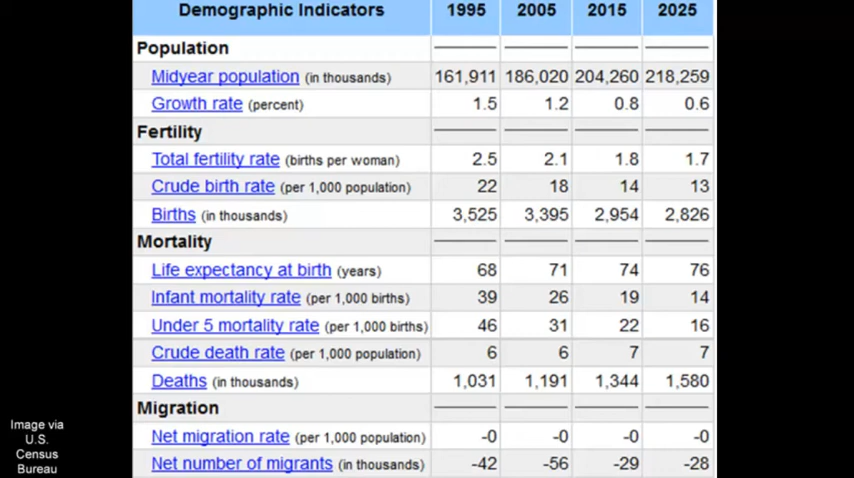 Demographic Indicators 1995 2005 2015 2025
Population
Midyear population (in thousands) 161,911 186,020 204,260 218,259
Growth rate (percent) 1.5 1.2 0.8 0.6
Fertility
Total fertility rate (births per woman) 2.5 2.1 1.8 1.7
Crude birth rate (per 1,000 population) 22 18 14 13
Births (in thousands) 3,525 3,395 2,954 2,826
Mortality
Life expectancy at birth (years) 68 71 74 76
Infant mortality rate (per 1,000 births) 39 26 19 14
Under 5 mortality rate (per 1,000 births) 46 31 22 16
Crude death rate (per 1,000 population) 6 6 7 7
Deaths (in thousands) 1,031 1,191 1,344 1,580
Migration
Net migration rate (per 1,000 population) -0 -0 -0 -0
Net number of migrants (in thousands) -42 -56 -29 -28
Image via
U.S.
Census
Bureau